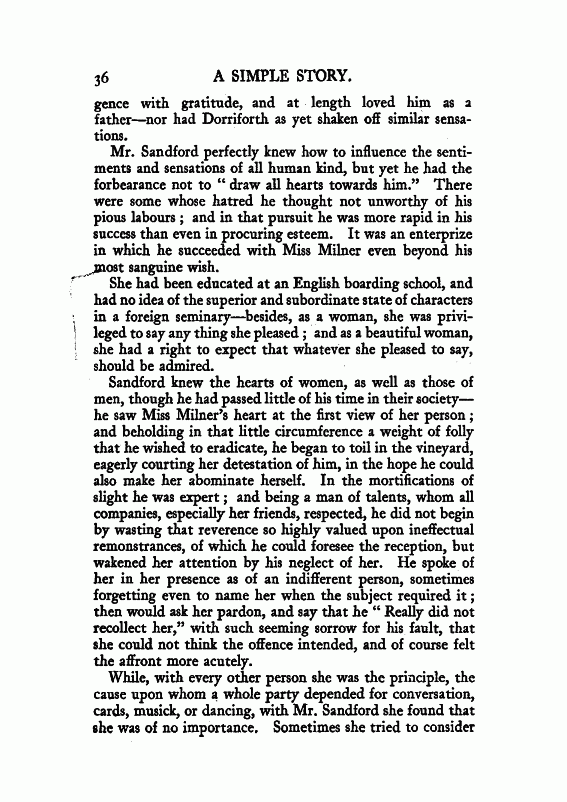 36 A SIMPLE STORY.
gence with gratitude, and at length loved him as a
father—nor had Dorriforth as yet shaken off similar sensa-
tions.
Mr. Sandford perfectly knew how to influence the senti-
ments and sensations of all human kind, but yet he had the
forbearance not to “ draw all hearts towards him.” There
were some whose hatred he thought not unworthy of his
pious labours ; and in that pursuit he was more rapid in his
success than even in procuring esteem. It was an enterprize
in which he succeeded with Miss Milner even beyond his
most sanguine wish.
She had been educated at an English boarding school, and
had no idea of the superior and subordinate state of characters
in a foreign seminary—besides, as a woman, she was privi-
leged to say any thing she pleased ; and as a beautiful woman,
she had a right to expect that whatever she pleased to say,
should be admired.
Sandford knew the hearts of women, as well as those of
men, though he had passed little of his time in their society—
he saw Miss Milner’s heart at the first view of her person ;
and beholding in that little circumference a weight of folly
that he wished to eradicate, he began to toil in the vineyard,
eagerly courting her detestation of him, in the hope he could
also make her abominate herself. In the mortifications of
slight he was expert ; and being a man of talents, whom all
companies, especially her friends, respected, he did not begin
by wasting that reverence so highly valued upon ineffectual
remonstrances, of which he could foresee the reception, but
wakened her attention by his neglect of her. He spoke of
her in her presence as of an indifferent person, sometimes
forgetting even to name her when the subject required it ;
then would ask her pardon, and say that he “ Really did not
recollect her,” with such seeming sorrow for his fault, that
she could not think the offence intended, and of course felt
the affront more acutely.
While, with every other person she was the principle, the
cause upon whom a whole party depended for conversation,
cards, musick, or dancing, with Mr. Sandford she found that
she was of no importance. Sometimes she tried to consider